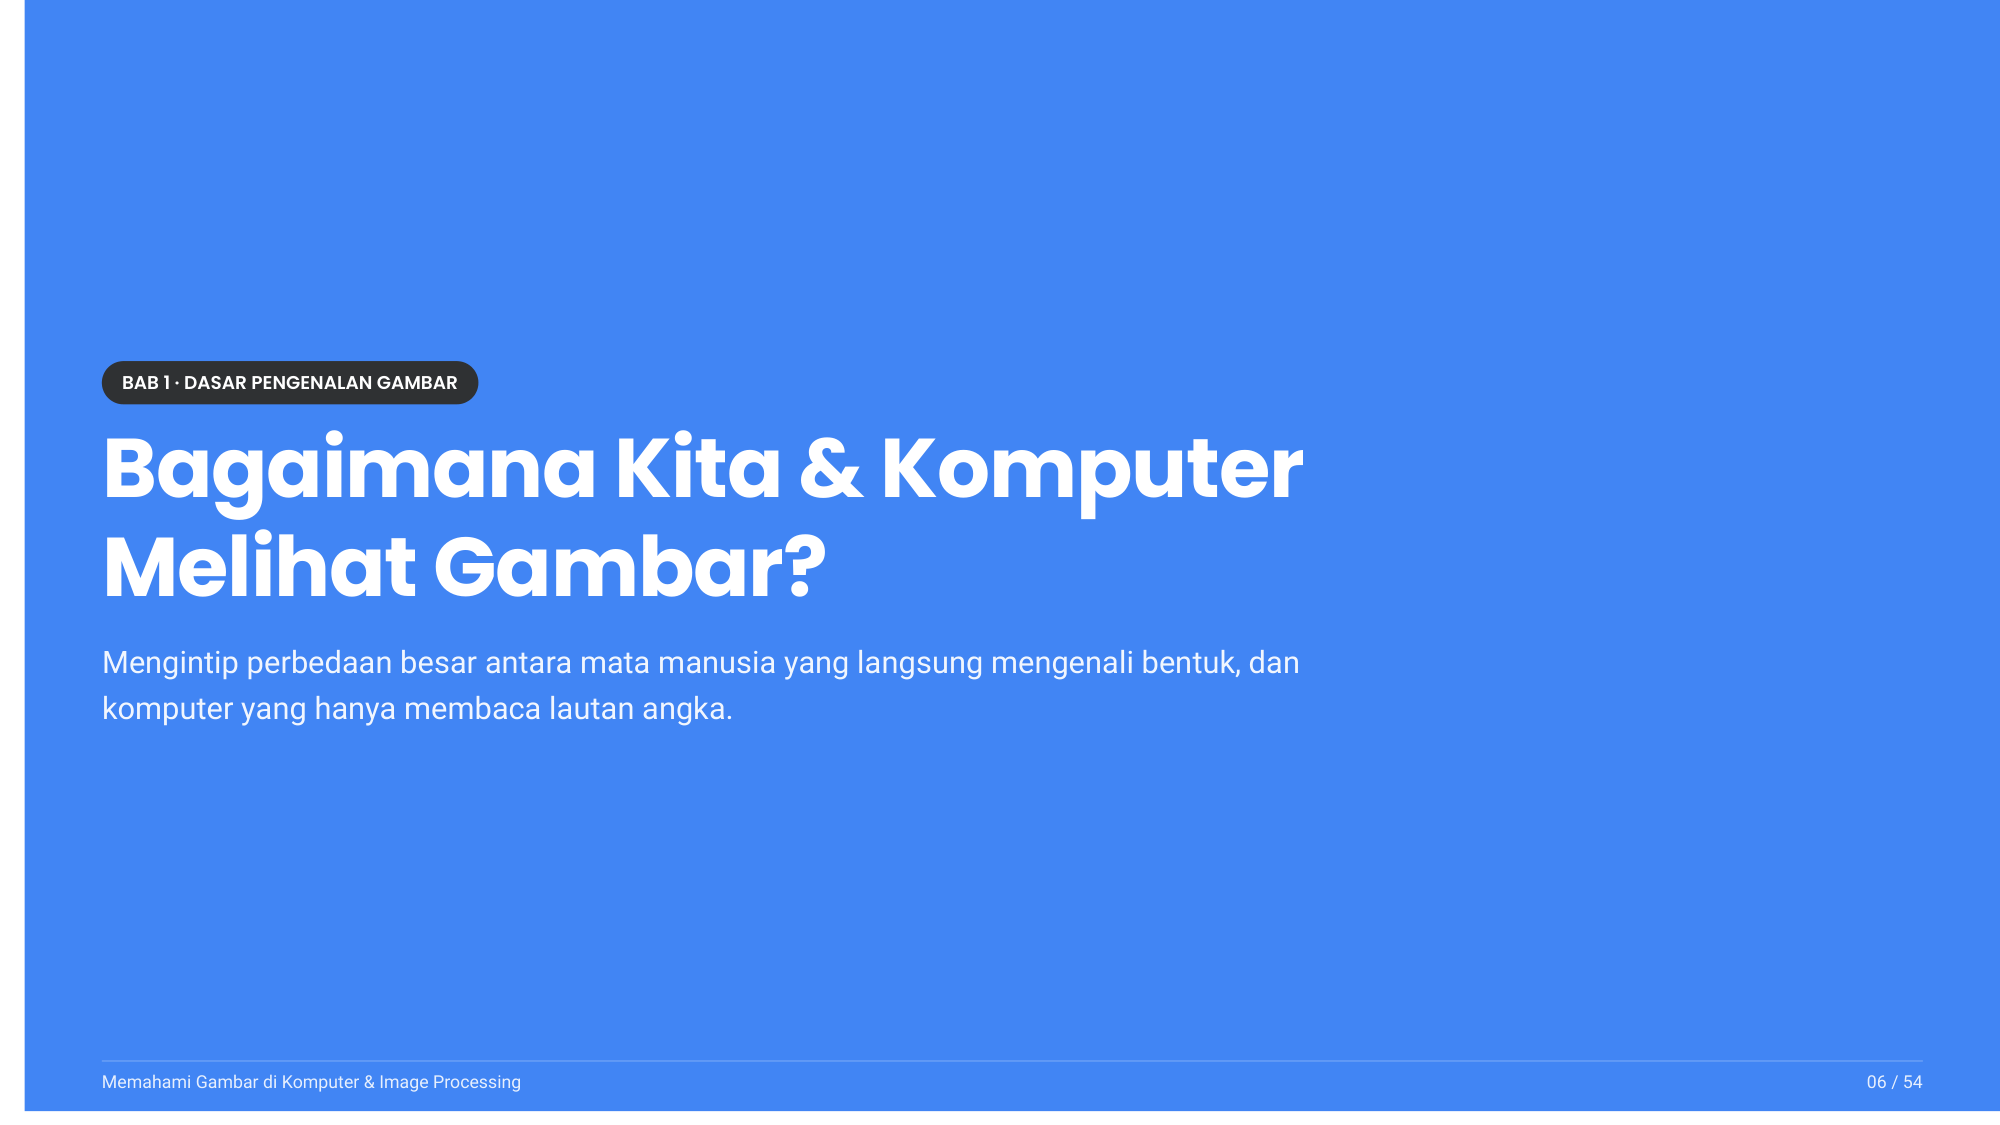 BAB 1 · DASAR PENGENALAN GAMBAR
Bagaimana Kita & Komputer
Melihat Gambar?
Mengintip perbedaan besar antara mata manusia yang langsung mengenali bentuk, dan
komputer yang hanya membaca lautan angka.
Memahami Gambar di Komputer & Image Processing
06 / 54